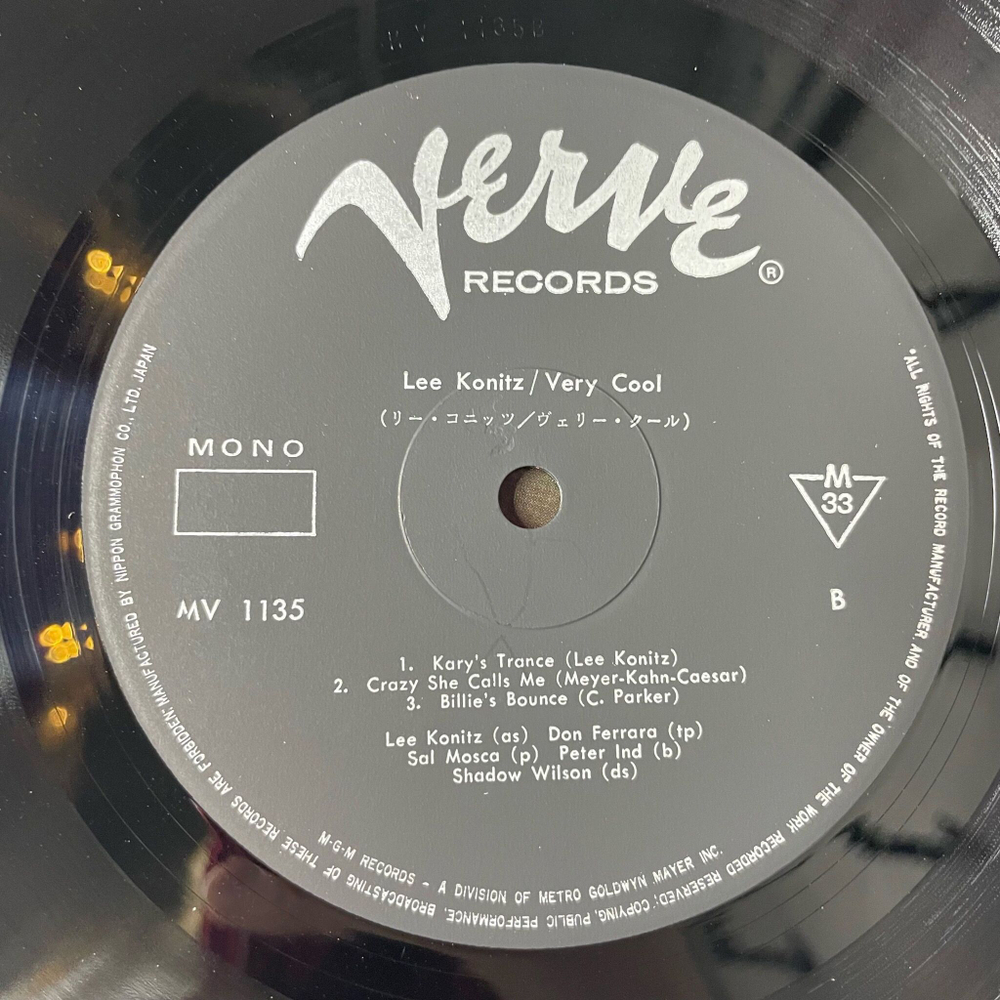 MV 1135B
Verve
RECORDS
®
Lee Konitz/Very Cool
(リー・コニッツ/ヴェリー・クール)
MONO
M
33
MV 1135
B
1. Kary's Trance (Lee Konitz)
2. Crazy She Calls Me (Meyer-Kahn-Caesar)
3. Billie's Bounce (C. Parker)
Lee Konitz (as) Don Ferrara (tp)
Sal Mosca (p) Peter Ind (b)
Shadow Wilson (ds)
M-G-M RECORDS - A DIVISION OF METRO GOLDWYN MAYER INC.
"ALL RIGHTS OF THE RECORD MANUFACTURER AND OF THE OWNER OF THE WORK RECORDED RESERVED; COPYING, PUBLIC PERFORMANCE, BROADCASTING OF THESE RECORDS ARE FORBIDDEN." MANUFACTURED BY NIPPON GRAMMOPHON CO., LTD. JAPAN